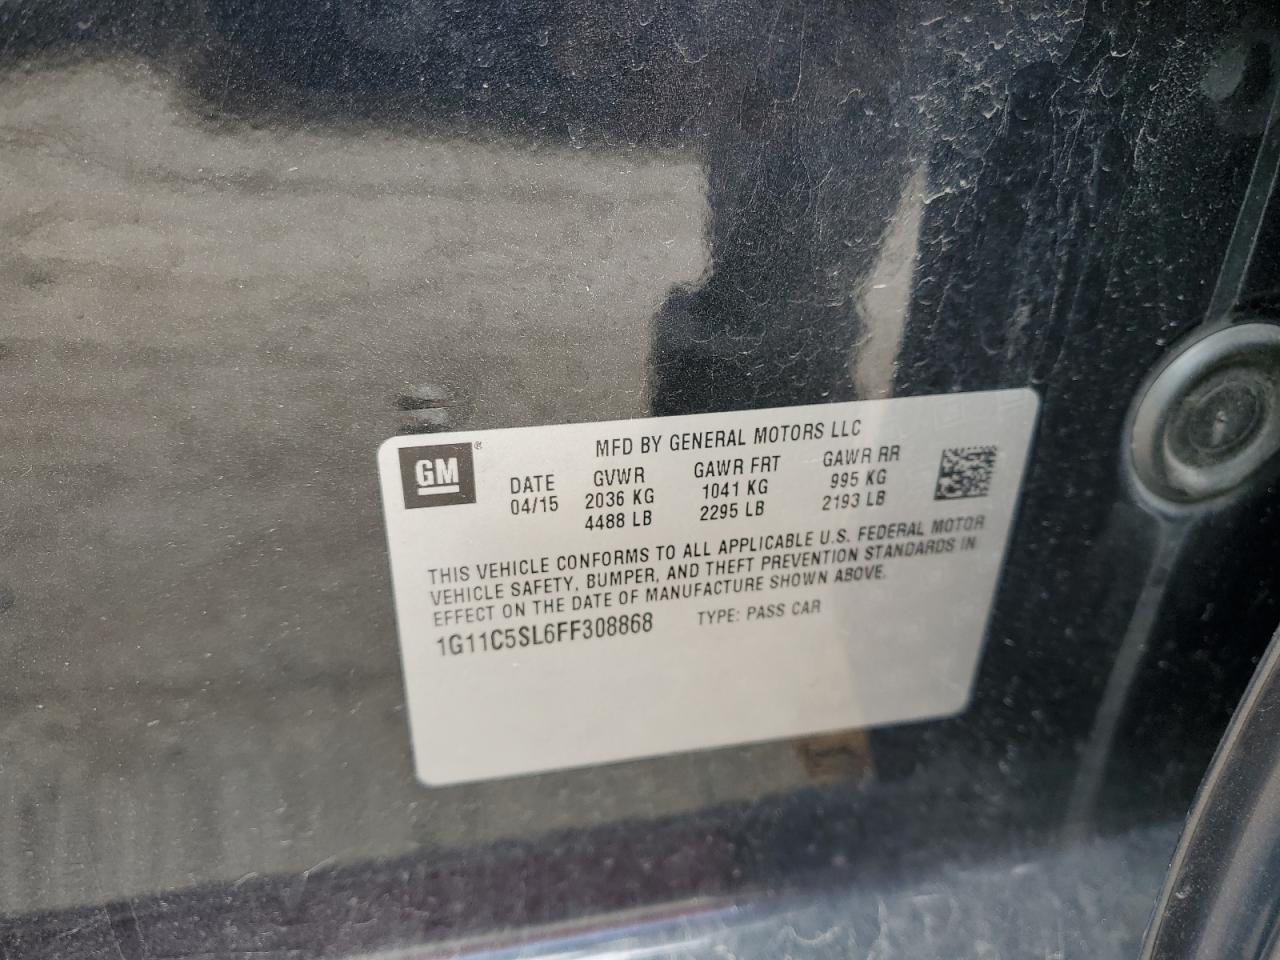 MFD BY GENERAL MOTORS LLC
GM ®
DATE GVWR GAWR FRT GAWR RR
04/15 2036 KG 1041 KG 995 KG
4488 LB 2295 LB 2193 LB
THIS VEHICLE CONFORMS TO ALL APPLICABLE U.S. FEDERAL MOTOR
VEHICLE SAFETY, BUMPER, AND THEFT PREVENTION STANDARDS IN
EFFECT ON THE DATE OF MANUFACTURE SHOWN ABOVE.
1G11C5SL6FF308868 TYPE: PASS CAR